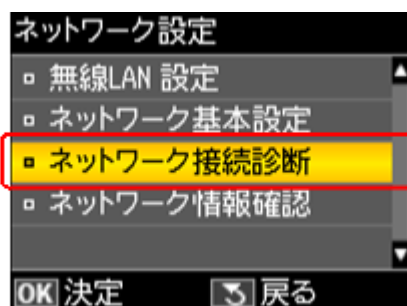 ネットワーク設定
無線LAN 設定
ネットワーク基本設定
ネットワーク接続診断
ネットワーク情報確認
OK 決定 戻る